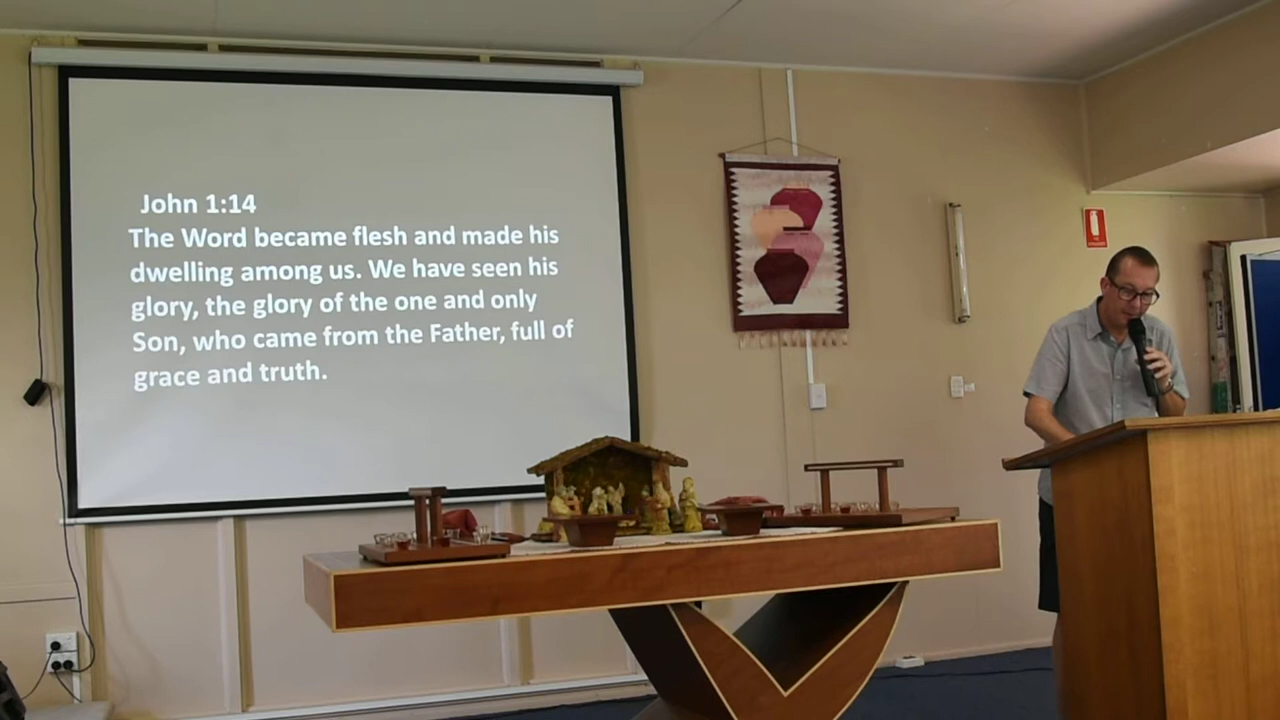 John 1:14
The Word became flesh and made his
dwelling among us. We have seen his
glory, the glory of the one and only
Son, who came from the Father, full of
grace and truth.